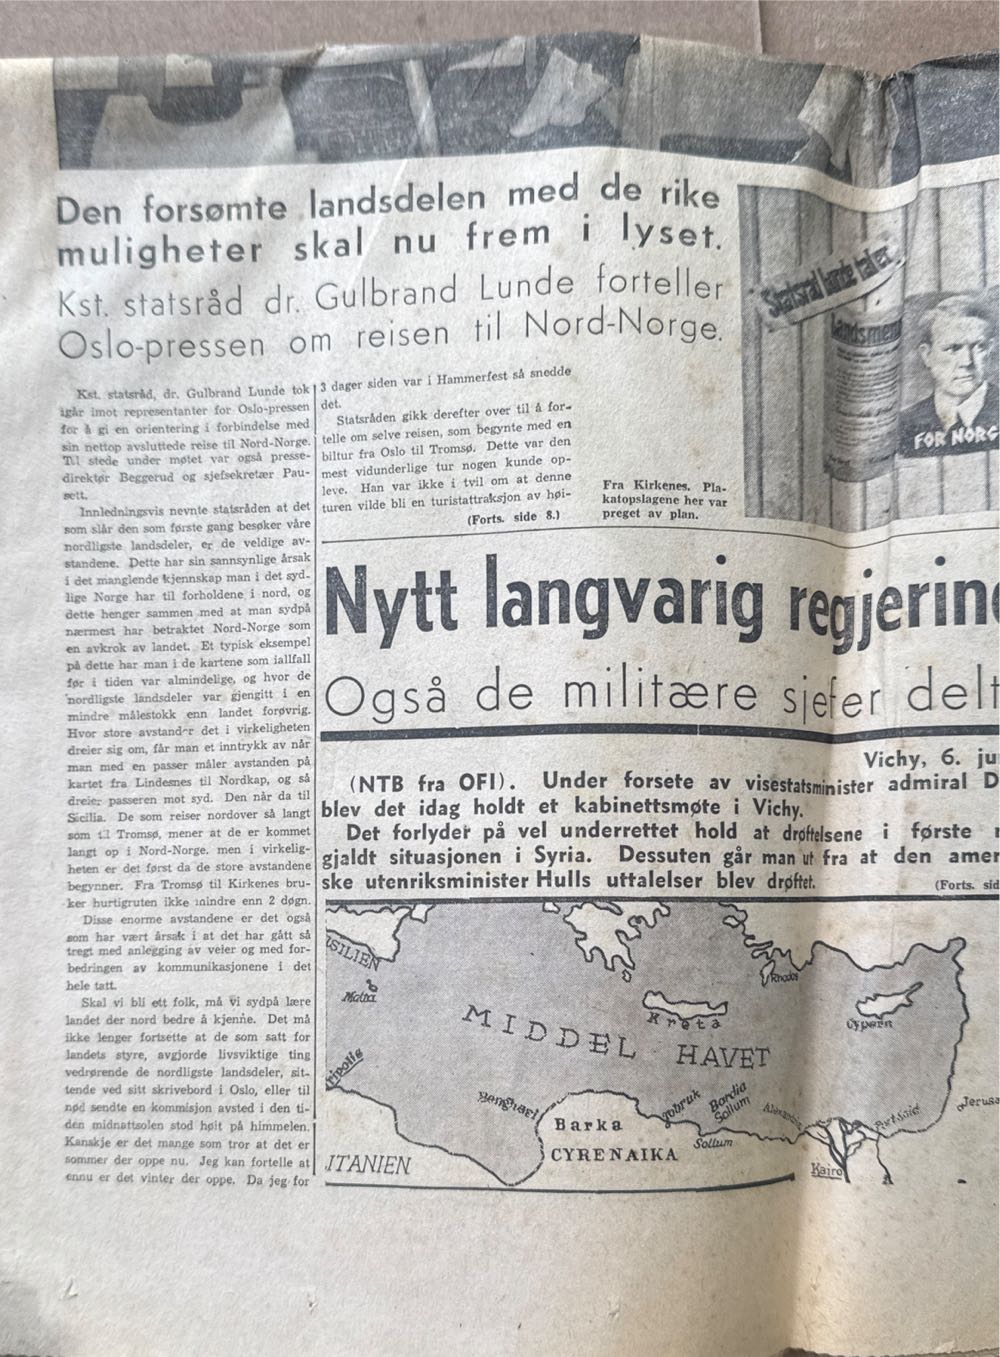 Den forsømte landsdelen med de rike
muligheter skal nu frem i lyset.
Kst. statsråd dr. Gulbrand Lunde forteller
Oslo-pressen om reisen til Nord-Norge.
Kst. statsråd, dr. Gulbrand Lunde tok
igår imot representanter for Oslo-pressen
for å gi en orientering i forbindelse med
sin nettop avsluttede reise til Nord-Norge.
Til stede under møtet var også presse-
direktør Beggerud og sjefsekretær Pau-
sett.
Innledningsvis nevnte statsråden at det
som slår den som første gang besøker våre
nordligste landsdeler, er de veldige av-
standene. Dette har sin sannsynlige årsak
i det manglende kjennskap man i det syd-
lige Norge har til forholdene i nord, og
dette henger sammen med at man sydpå
nærmest har betraktet Nord-Norge som
en avkrok av landet. Et typisk eksempel
på dette har man i de kartene som iallfall
før i tiden var almindelige, og hvor de
nordligste landsdeler var gjengitt i en
mindre målestokk enn landet forøvrig.
Hvor store avstander det i virkeligheten
dreier sig om, får man et inntrykk av når
man med en passer måler avstanden på
kartet fra Lindesnes til Nordkap, og så
dreier passeren mot syd. Den når da til
Sicilia. De som reiser nordover så langt
som til Tromsø, mener at de er kommet
langt op i Nord-Norge, men i virkelig-
heten er det først da de store avstandene
begynner. Fra Tromsø til Kirkenes bru-
ker hurtigruten ikke mindre enn 2 døgn.
Disse enorme avstandene er det også
som har vært årsak i at det har gått så
tregt med anlegging av veier og med for-
bedringen av kommunikasjonene i det
hele tatt.
Skal vi bli ett folk, må vi sydpå lære
landet der nord bedre å kjenne. Det må
ikke lenger fortsette at de som satt for
landets styre, avgjorde livsviktige ting
vedrørende de nordligste landsdeler, sit-
tende ved sitt skrivebord i Oslo, eller til
nød sendte en kommisjon avsted i den ti-
den midnattsolen stod høit på himmelen.
Kanskje er det mange som tror at det er
sommer der oppe nu. Jeg kan fortelle at
ennu er det vinter der oppe. Da jeg for
3 dager siden var i Hammerfest så snedde
det.
Statsråden gikk derefter over til å for-
telle om selve reisen, som begynte med en
biltur fra Oslo til Tromsø. Dette var den
mest vidunderlige tur nogen kunde op-
leve. Han var ikke i tvil om at denne
turen vilde bli en turistattraksjon av høi-
(Forts. side 8.)
Statsråd lunde taler
landsmen
FOR NORG
Fra Kirkenes. Pla-
katopslagene her var
preget av plan.
Nytt langvarig regjering
Også de militære sjefer delt
Vichy, 6. ju
(NTB fra OFI). Under forsete av visestatsminister admiral D
blev det idag holdt et kabinettsmøte i Vichy.
Det forlyder på vel underrettet hold at drøftelsene i første
gjaldt situasjonen i Syria. Dessuten går man ut fra at den amer
ske utenriksminister Hulls uttalelser blev drøftet.
(Forts. sid
ISILIEN
Malta
Rhodos
Kreta
Cypern
MIDDEL HAVET
ripolis
Benghasi
Tobruk
Bardia
Sollum
Alexandria
Port Said
Jerusa
Barka
Sollum
CYRENAIKA
ITANIEN
Kairo